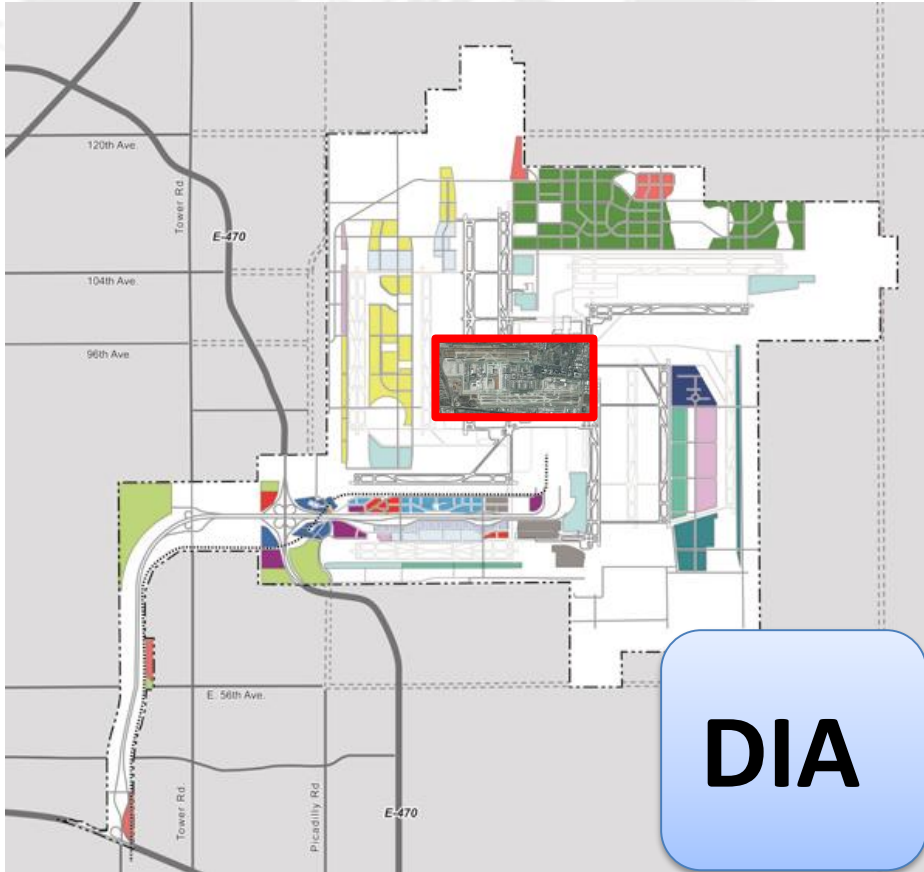 120th Ave.
Tower Rd.
E-470
104th Ave.
96th Ave
E. 56th Ave.
Tower Rd.
Picadilly Rd.
E-470
DIA